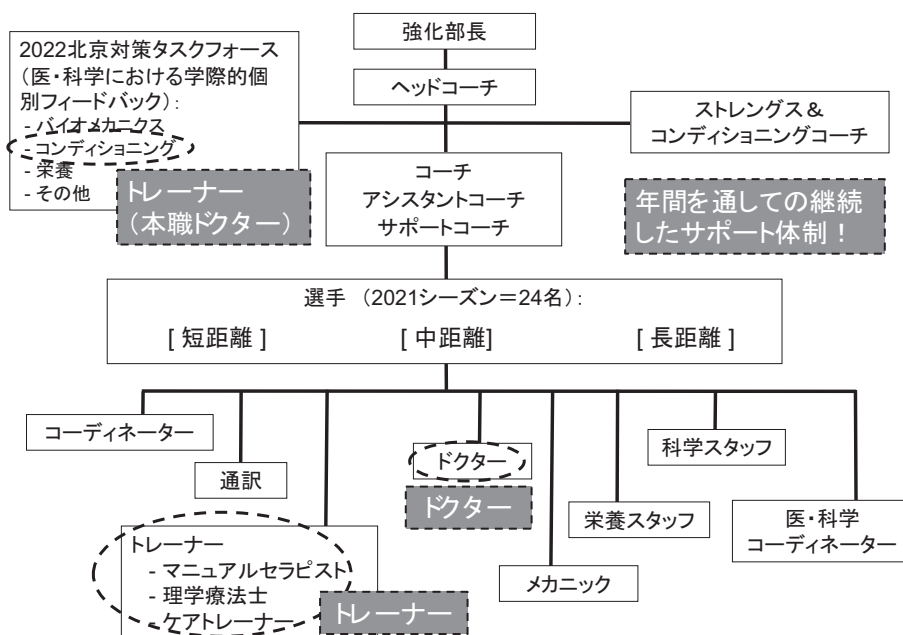 強化部長
2022北京対策タスクフォース
(医・科学における学際的個
別フィードバック):
- バイオメカニクス
- コンディショニング
- 栄養
- その他
ヘッドコーチ
ストレングス&
コンディショニングコーチ
トレーナー
(本職ドクター)
コーチ
アシスタントコーチ
サポートコーチ
年間を通しての継続
したサポート体制!
選手 (2021シーズン=24名):
[ 短距離 ]
[ 中距離]
[ 長距離 ]
コーディネーター
通訳
トレーナー
- マニュアルセラピスト
- 理学療法士
- ケアトレーナー
トレーナー
ドクター
ドクター
メカニック
栄養スタッフ
科学スタッフ
医・科学
コーディネーター